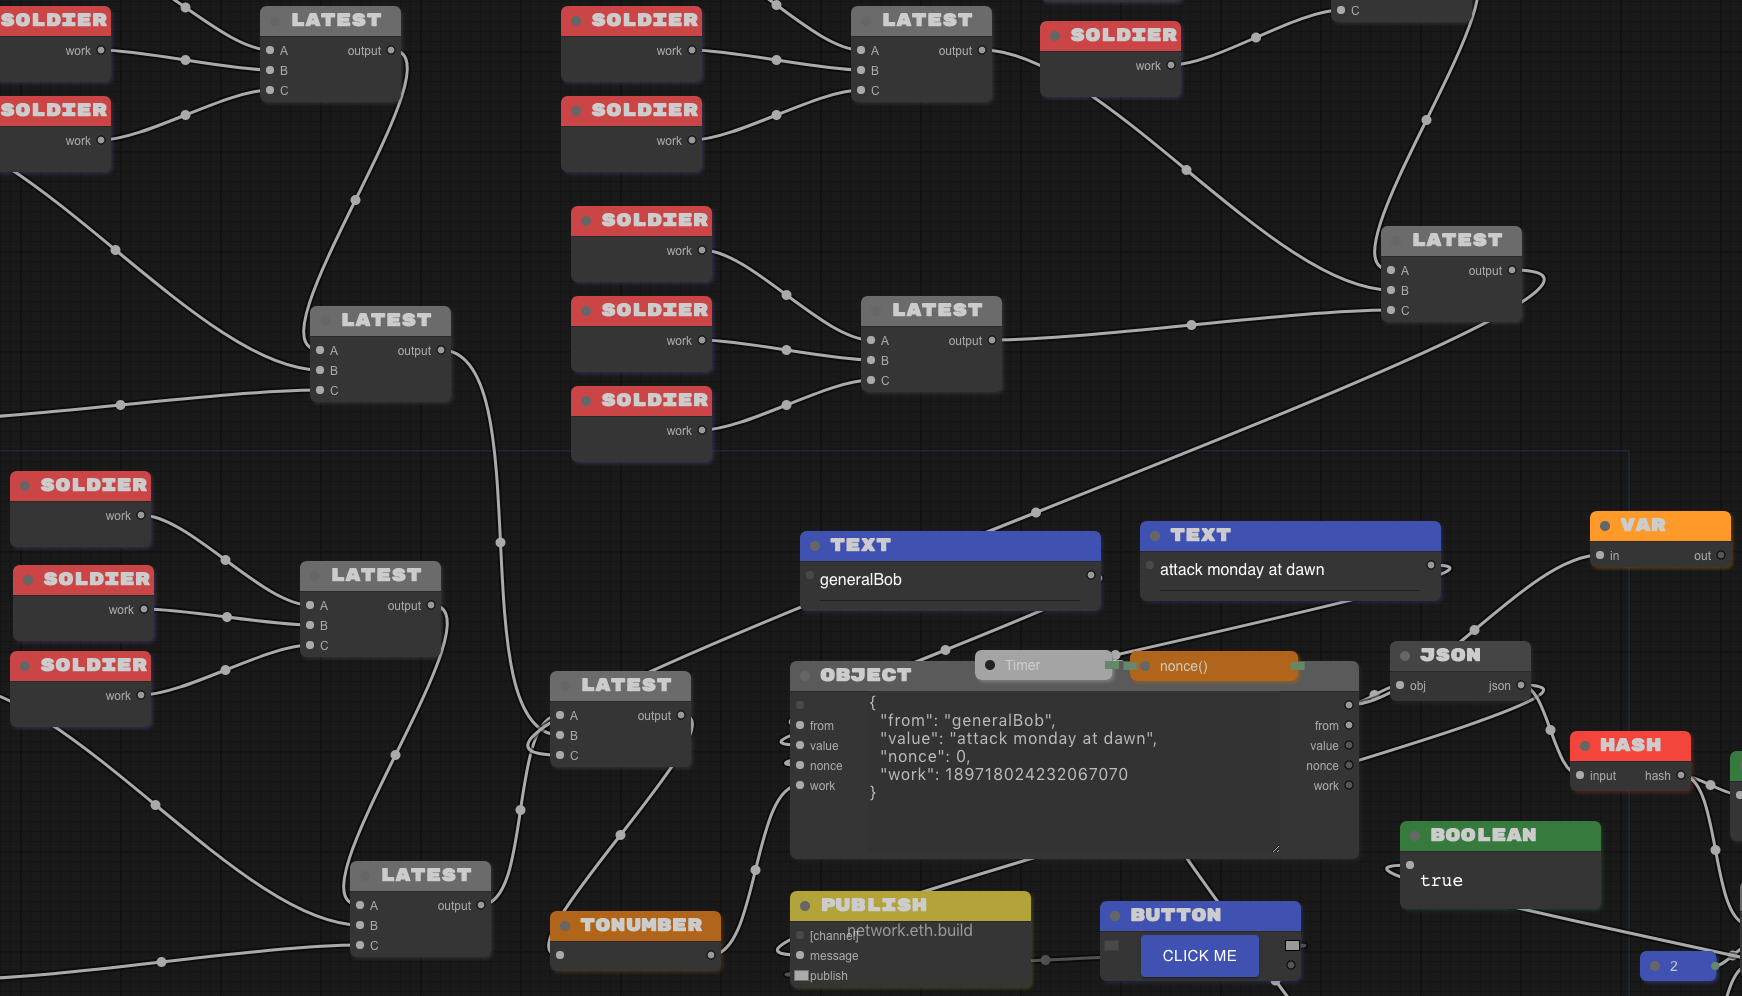 SOLDIER
work
SOLDIER
work
LATEST
A output
B
C
SOLDIER
work
SOLDIER
work
LATEST
A output
B
C
SOLDIER
work
C
SOLDIER
work
SOLDIER
work
SOLDIER
work
LATEST
A output
B
C
LATEST
A output
B
C
LATEST
A output
B
C
SOLDIER
work
SOLDIER
work
SOLDIER
work
LATEST
A output
B
C
LATEST
A output
B
C
LATEST
A output
B
C
TEXT
generalBob
TEXT
attack monday at dawn
VAR
in out
Timer
nonce()
OBJECT
from
value
nonce
work
{
"from": "generalBob",
"value": "attack monday at dawn",
"nonce": 0,
"work": 189718024232067070
}
from
value
nonce
work
JSON
obj json
HASH
input hash
BOOLEAN
true
TONUMBER
PUBLISH
[channel]
network.eth.build
message
publish
BUTTON
CLICK ME
2